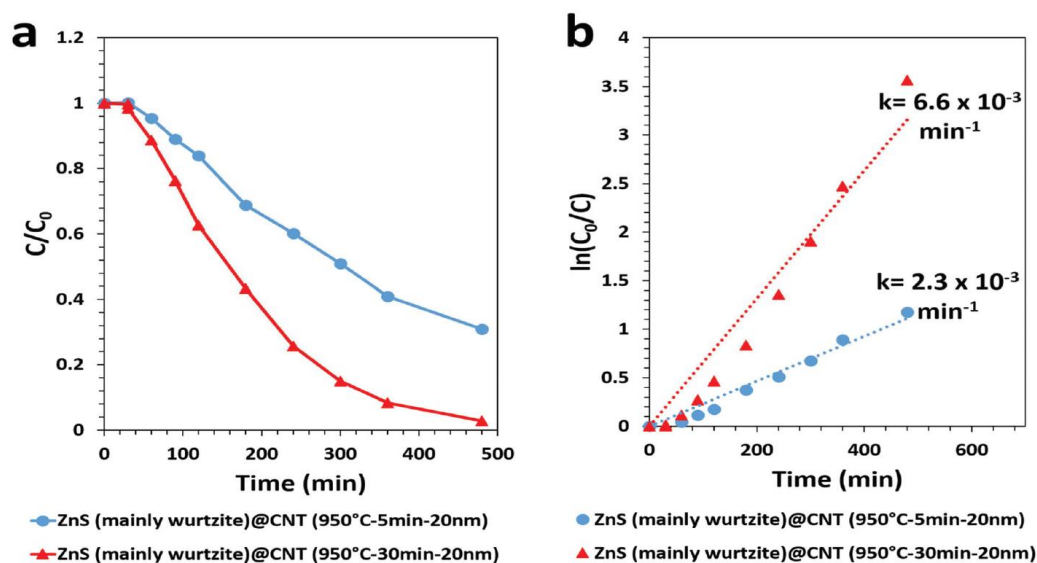 a
1.2
1
0.8
0.6
0.4
0.2
0
C/C₀
0
100
200
300
400
500
Time (min)
ZnS (mainly wurtzite)@CNT (950°C-5min-20nm)
ZnS (mainly wurtzite)@CNT (950°C-30min-20nm)
b
4
3.5
3
2.5
2
1.5
1
0.5
0
ln(C₀/C)
k= 6.6 x 10⁻³
min⁻¹
k= 2.3 x 10⁻³
min⁻¹
0
200
400
600
Time (min)
ZnS (mainly wurtzite)@CNT (950°C-5min-20nm)
ZnS (mainly wurtzite)@CNT (950°C-30min-20nm)